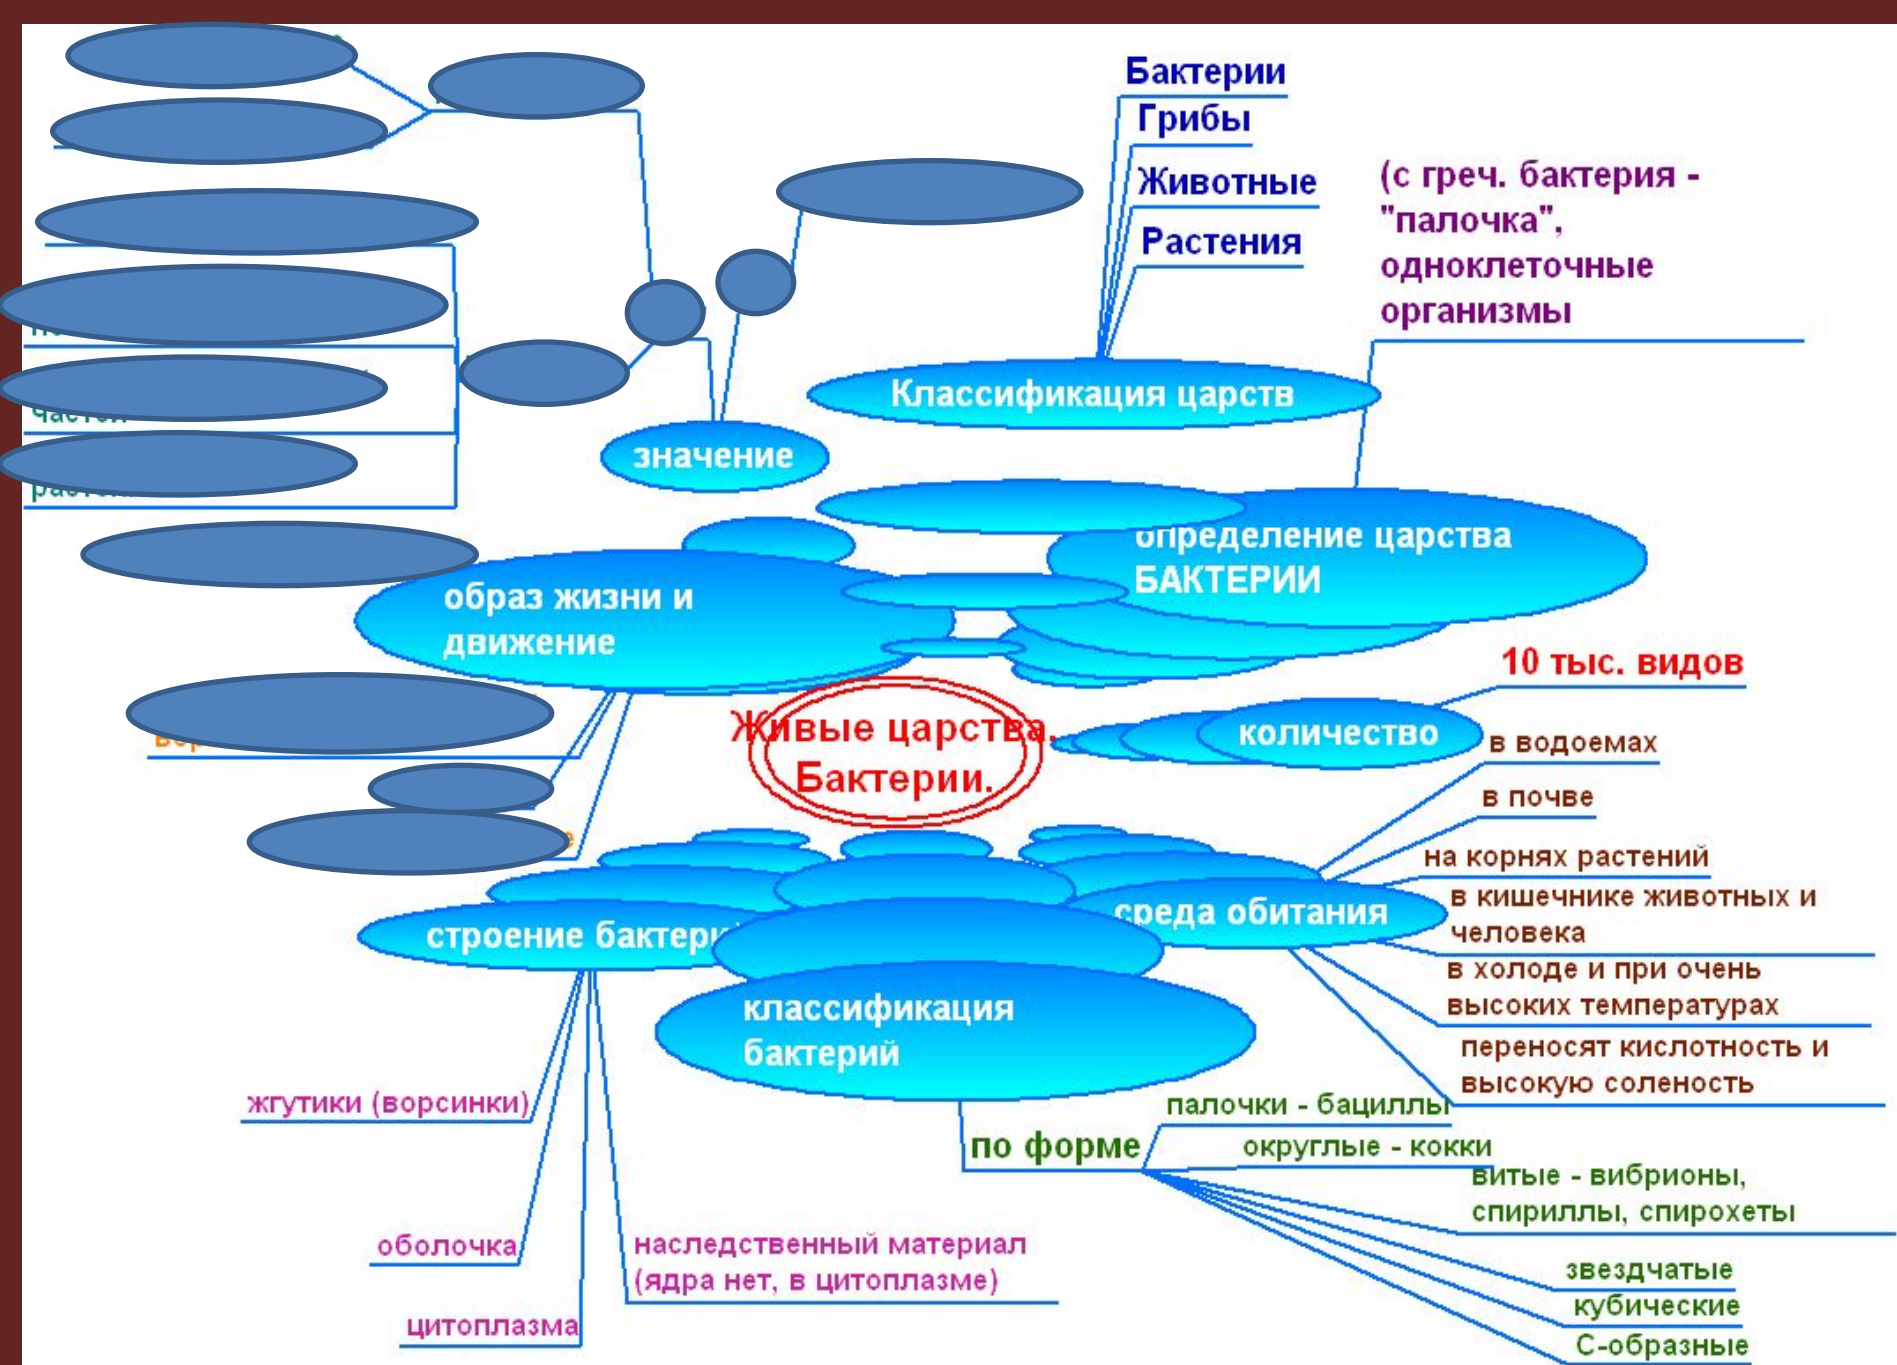 Бактерии
Грибы
Животные
Растения
(с греч. бактерия -
"палочка",
одноклеточные
организмы
Классификация царств
значение
определение царства
БАКТЕРИИ
образ жизни и
движение
10 тыс. видов
Живые царства.
Бактерии.
количество
в водоемах
в почве
на корнях растений
в кишечнике животных и
человека
в холоде и при очень
высоких температурах
переносят кислотность и
высокую соленость
среда обитания
строение
классификация
бактерий
жгутики (ворсинки)
оболочка
цитоплазма
наследственный материал
(ядра нет, в цитоплазме)
по форме
палочки - бациллы
округлые - кокки
витые - вибрионы,
спириллы, спирохеты
звездчатые
кубические
С-образные